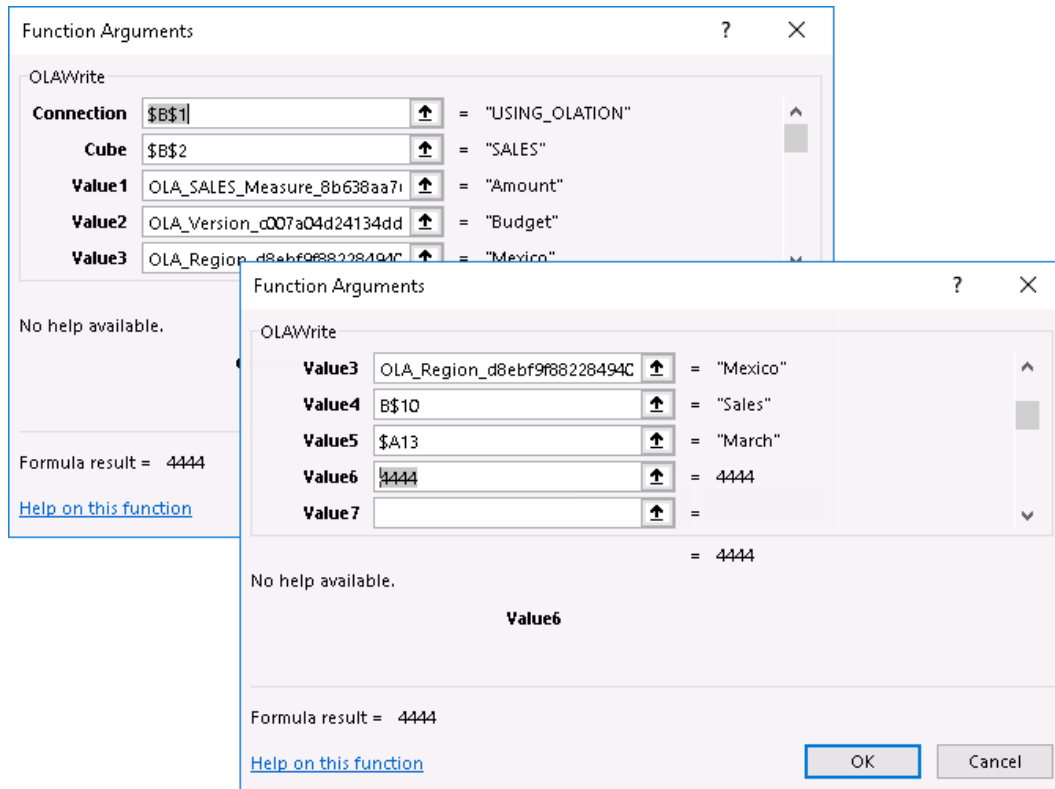 Function Arguments ? ×
OLAWrite
Connection $B$1 = "USING_OLATION"
Cube $B$2 = "SALES"
Value1 OLA_SALES_Measure_8b638aa7 = "Amount"
Value2 OLA_Version_c007a04d24134dd = "Budget"
Value3 OLA_Region_d8ebf9f882284940 = "Mexico"
No help available.
Formula result = 4444
Help on this function
Function Arguments ? ×
OLAWrite
Value3 OLA_Region_d8ebf9f88228494C = "Mexico"
Value4 B$10 = "Sales"
Value5 $A13 = "March"
Value6 4444 = 4444
Value7 =
= 4444
No help available.
Value6
Formula result = 4444
Help on this function
OK Cancel